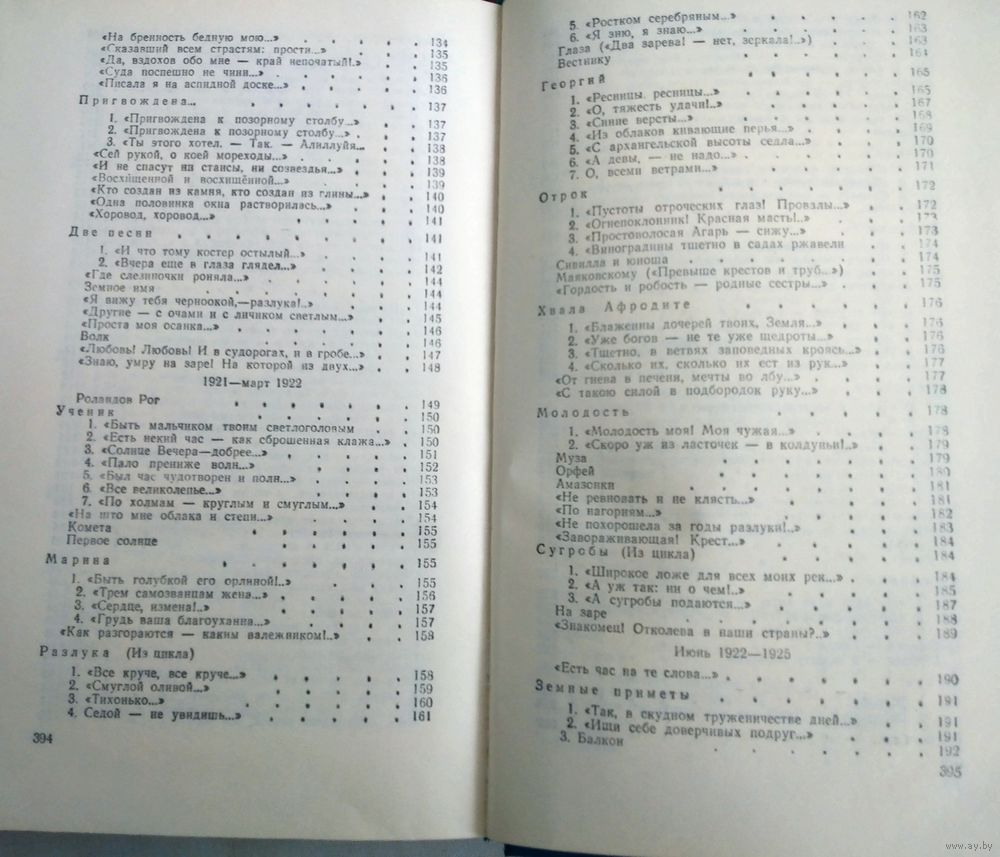 «На бренность бедную мою...» 134
«Сказавший всем страстям: прости...» 135
«Да, вздохов обо мне — край непочатый!..» 135
«Суда поспешно не чини...» 136
«Писала я на аспидной доске...» 136
Пригвождена... 137
1. «Пригвождена к позорному столбу...» 137
2. «Пригвождена к позорному столбу...» 137
3. «Ты этого хотел. — Так. — Алиллуйя... 138
«Сей рукой, о коей мореходы...» 138
«И не спасут ни стансы, ни созвездья...» 139
«Восхи́щенной и восхище́нной...» 139
«Кто создан из камня, кто создан из глины...» 140
«Одна половинка окна растворилась...» 140
«Хоровод, хоровод...» 141
Две песни 141
1. «И что тому костер остылый...» 141
2. «Вчера еще в глаза глядел...» 142
«Где слезиночки роняла...» 144
Земное имя 144
«Я вижу тебя черноокой,—разлука!..» 144
«Другие — с очами и с личиком светлым...» 145
«Проста моя осанка...» 146
Волк 146
«Любовь! Любовь! И в судорогах, и в гробе...» 147
«Знаю, умру на заре! На которой из двух...» 148
1921—март 1922
Роландов Рог 149
Ученик 150
1. «Быть мальчиком твоим светлоголовым 150
2. «Есть некий час — как сброшенная клажа...» 150
3. «Солнце Вечера—добрее...» 151
4. «Пало прениже волн...» 152
5. «Был час чудотворен и полн...» 153
6. «Все великолепье...» 153
7. «По холмам — круглым и смуглым...» 154
«На што мне облака и степи...» 154
Комета 155
Первое солнце 155
Марина 155
1. «Быть голубкой его орлиной!..» 155
2. «Трем самозванцам жена...» 156
3. «Сердце, измена!..» 157
4. «Грудь ваша благоуханна...» 157
«Как разгораются — каким валежником!..» 158
Разлука (Из цикла)
1. «Все круче, все круче...» 158
2. «Смуглой оливой...» 159
3. «Тихонько...» 160
4. Седой — не увидишь...» 161
394
5. «Ростком серебряным...» 162
6. «Я знаю, я знаю...» 163
Глаза («Два зарева! — нет, зеркала!..») 163
Вестнику 164
Георгий 165
1. «Ресницы, ресницы...» 165
2. «О, тяжесть удачи!..» 167
3. «Синие версты...» 168
4. «Из облаков кивающие перья...» 169
5. «С архангельской высоты седла...» 170
6. «А девы, — не надо...» 170
7. О, всеми ветрами...» 171
Отрок 172
1. «Пустоты отроческих глаз! Провалы... 172
2. «Огнепоклонник! Красная масть!.. 173
3. «Простоволосая Агарь — сижу...» 173
4. «Виноградины тщетно в садах ржавели 174
Сивилла и юноша 174
Маяковскому («Превыше крестов и труб...») 175
«Гордость и робость — родные сестры...» 175
Хвала Афродите 176
1. «Блаженны дочерей твоих, Земля...» 176
2. «Уже богов — не те уже щедроты...» 176
3. «Тщетно, в ветвях заповедных кроясь...» 176
4. «Сколько их, сколько их ест из рук...» 177
«От гнева в печени, мечты во лбу...» 177
«С такою силой в подбородок руку...» 178
Молодость 178
1. «Молодость моя! Моя чужая...» 178
2. «Скоро уж из ласточек — в колдуньи!..» 179
Муза 179
Орфей 180
Амазонки 181
«Не ревновать и не клясть...» 181
«По нагориям...» 182
«Не похорошела за годы разлуки!..» 183
«Завораживающая! Крест...» 184
Сугробы (Из цикла) 184
1. «Широкое ложе для всех моих рек...» 184
2. «А уж так: ни о чем!..» 185
3. «А сугробы подаются...» 187
На заре 188
«Знакомец! Отколева в наши страны?..» 189
Июнь 1922—1925
«Есть час на те слова...» 190
Земные приметы 191
1. «Так, в скудном труженичестве дней...» 191
2. «Ищи себе доверчивых подруг...» 191
3. Балкон 192
395
www.ay.by